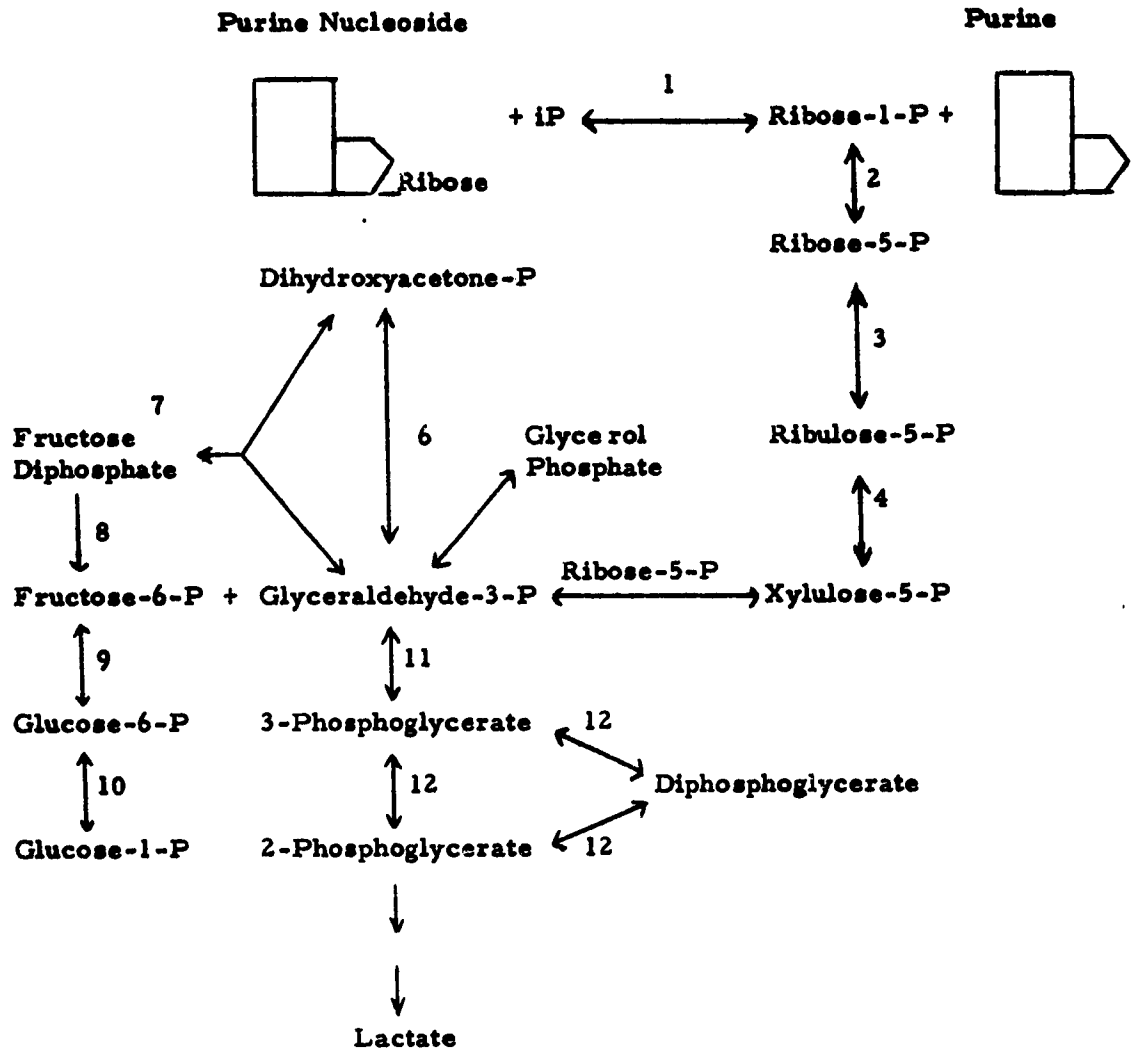 Purine Nucleoside
Purine
1
+ iP
Ribose-1-P +
Ribose
2
Ribose-5-P
Dihydroxyacetone-P
3
7
Fructose
Diphosphate
6
Glycerol
Phosphate
Ribulose-5-P
8
4
Ribose-5-P
Fructose-6-P + Glyceraldehyde-3-P
Xylulose-5-P
9
11
Glucose-6-P
3-Phosphoglycerate
12
10
12
Diphosphoglycerate
Glucose-1-P
2-Phosphoglycerate
12
Lactate